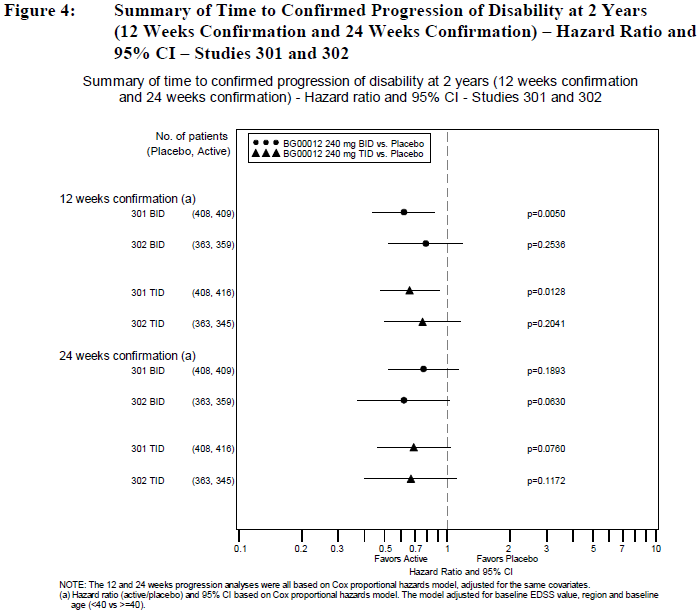 Figure 4: Summary of Time to Confirmed Progression of Disability at 2 Years
(12 Weeks Confirmation and 24 Weeks Confirmation) – Hazard Ratio and
95% CI – Studies 301 and 302
Summary of time to confirmed progression of disability at 2 years (12 weeks confirmation
and 24 weeks confirmation) - Hazard ratio and 95% CI - Studies 301 and 302
No. of patients
(Placebo, Active)
BG00012 240 mg BID vs. Placebo
BG00012 240 mg TID vs. Placebo
12 weeks confirmation (a)
301 BID (408, 409) p=0.0050
302 BID (363, 359) p=0.2536
301 TID (408, 416) p=0.0128
302 TID (363, 345) p=0.2041
24 weeks confirmation (a)
301 BID (408, 409) p=0.1893
302 BID (363, 359) p=0.0630
301 TID (408, 416) p=0.0760
302 TID (363, 345) p=0.1172
0.1 0.2 0.3 0.5 0.7 1 2 3 5 7 10
Favors Active Favors Placebo
Hazard Ratio and 95% CI
NOTE: The 12 and 24 weeks progression analyses were all based on Cox proportional hazards model, adjusted for the same covariates.
(a) Hazard ratio (active/placebo) and 95% CI based on Cox proportional hazards model. The model adjusted for baseline EDSS value, region and baseline
age (<40 vs >=40).